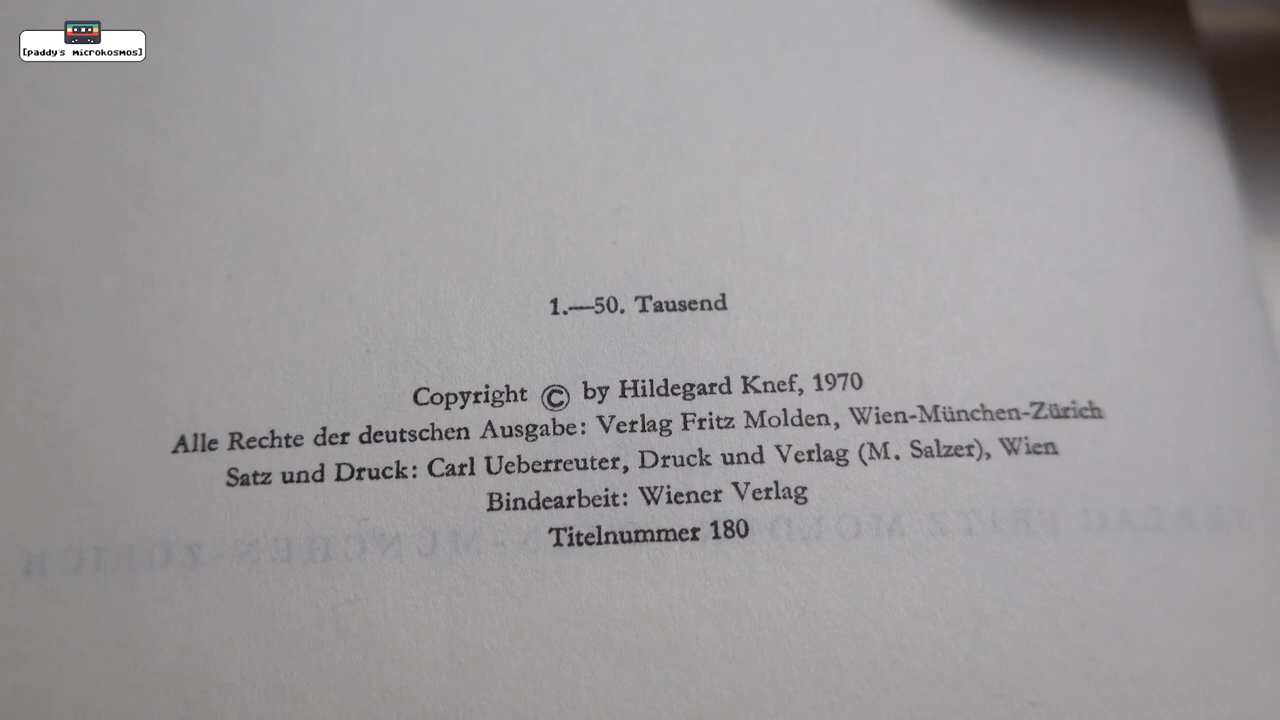 [paddy's microkosmos]
1.—50. Tausend
Copyright © by Hildegard Knef, 1970
Alle Rechte der deutschen Ausgabe: Verlag Fritz Molden, Wien-München-Zürich
Satz und Druck: Carl Ueberreuter, Druck und Verlag (M. Salzer), Wien
Bindearbeit: Wiener Verlag
Titelnummer 180